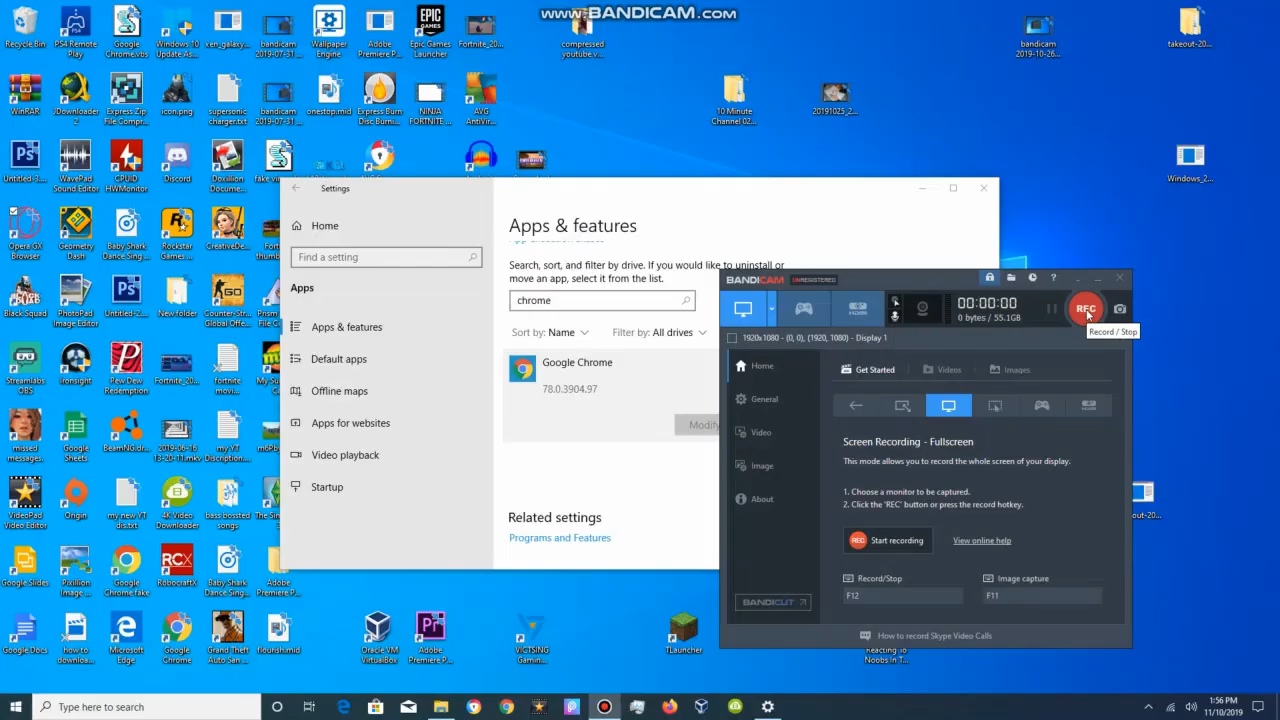 www.BANDICAM.com
Recycle Bin
PS4 Remote
Play
Google
Chrome.vbs
Windows 10
Update As...
xen_galaxy...
bandicam
2019-07-31 ...
Wallpaper
Engine
Adobe
Premiere P...
Epic Games
Launcher
Fortnite_20...
compressed
youtube.v...
bandicam
2019-10-26...
takeout-20...
WinRAR
JDownloader
2
Express Zip
File Compr...
icon.png
supersonic
charger.txt
bandicam
2019-07-31 ...
onestop.mid
Express Burn
Disc Burnin...
NINJA
FORTNITE ...
AVG
AntiVir...
10 Minute
Channel 02...
20191025_2...
Untitled-3....
WavePad
Sound Editor
CPUID
HWMonitor
Discord
Doxillion
Docume...
Windows_2...
Opera GX
Browser
Geometry
Dash
Baby Shark
Dance Sing ...
Rockstar
Games ...
CreativeDe...
Black Squad
PhotoPad
Image Editor
Untitled-2....
New folder
Counter-Str...
Global Offe...
Streamlabs
OBS
ironsight
Pew Dew
Redemption
Fortnite_20...
fortnite
movi...
missed
messages.
Google
Sheets
BeamNG.dr...
2019-06-16
13-20-11.mkv
my YT
Discription....
VideoPad
Video Editor
Origin
my new YT
dis.txt
4K Video
Downloader
bass bossted
songs
Google Slides
Pixillion
Image ...
Google
Chrome fake
RobocraftX
Baby Shark
Dance Sing...
Adobe
Premiere P...
Google Docs
how to
downloa...
Microsoft
Edge
Google
Chrome
Grand Theft
Auto San ...
flourish.mid
Oracle VM
VirtualBox
Adobe
Premiere P...
VICTSING
Gamin...
TLauncher
Reacting To
Noobs In T...
out-20...
Settings
Home
Find a setting
Apps
Apps & features
Default apps
Offline maps
Apps for websites
Video playback
Startup
Apps & features
Search, sort, and filter by drive. If you would like to uninstall or
move an app, select it from the list.
chrome
Sort by: Name
Filter by: All drives
Google Chrome
78.0.3904.97
Modify
Related settings
Programs and Features
BANDICAM UNREGISTERED
HDMI
00:00:00
0 bytes / 55.1GB
REC
Record / Stop
1920x1080 - (0, 0), (1920, 1080) - Display 1
Home
General
Video
Image
About
Get Started
Videos
Images
Screen Recording - Fullscreen
This mode allows you to record the whole screen of your display.
1. Choose a monitor to be captured.
2. Click the 'REC' button or press the record hotkey.
REC Start recording
View online help
Record/Stop
Image capture
F12
F11
BANDICUT
How to record Skype Video Calls
Type here to search
1:56 PM
11/10/2019